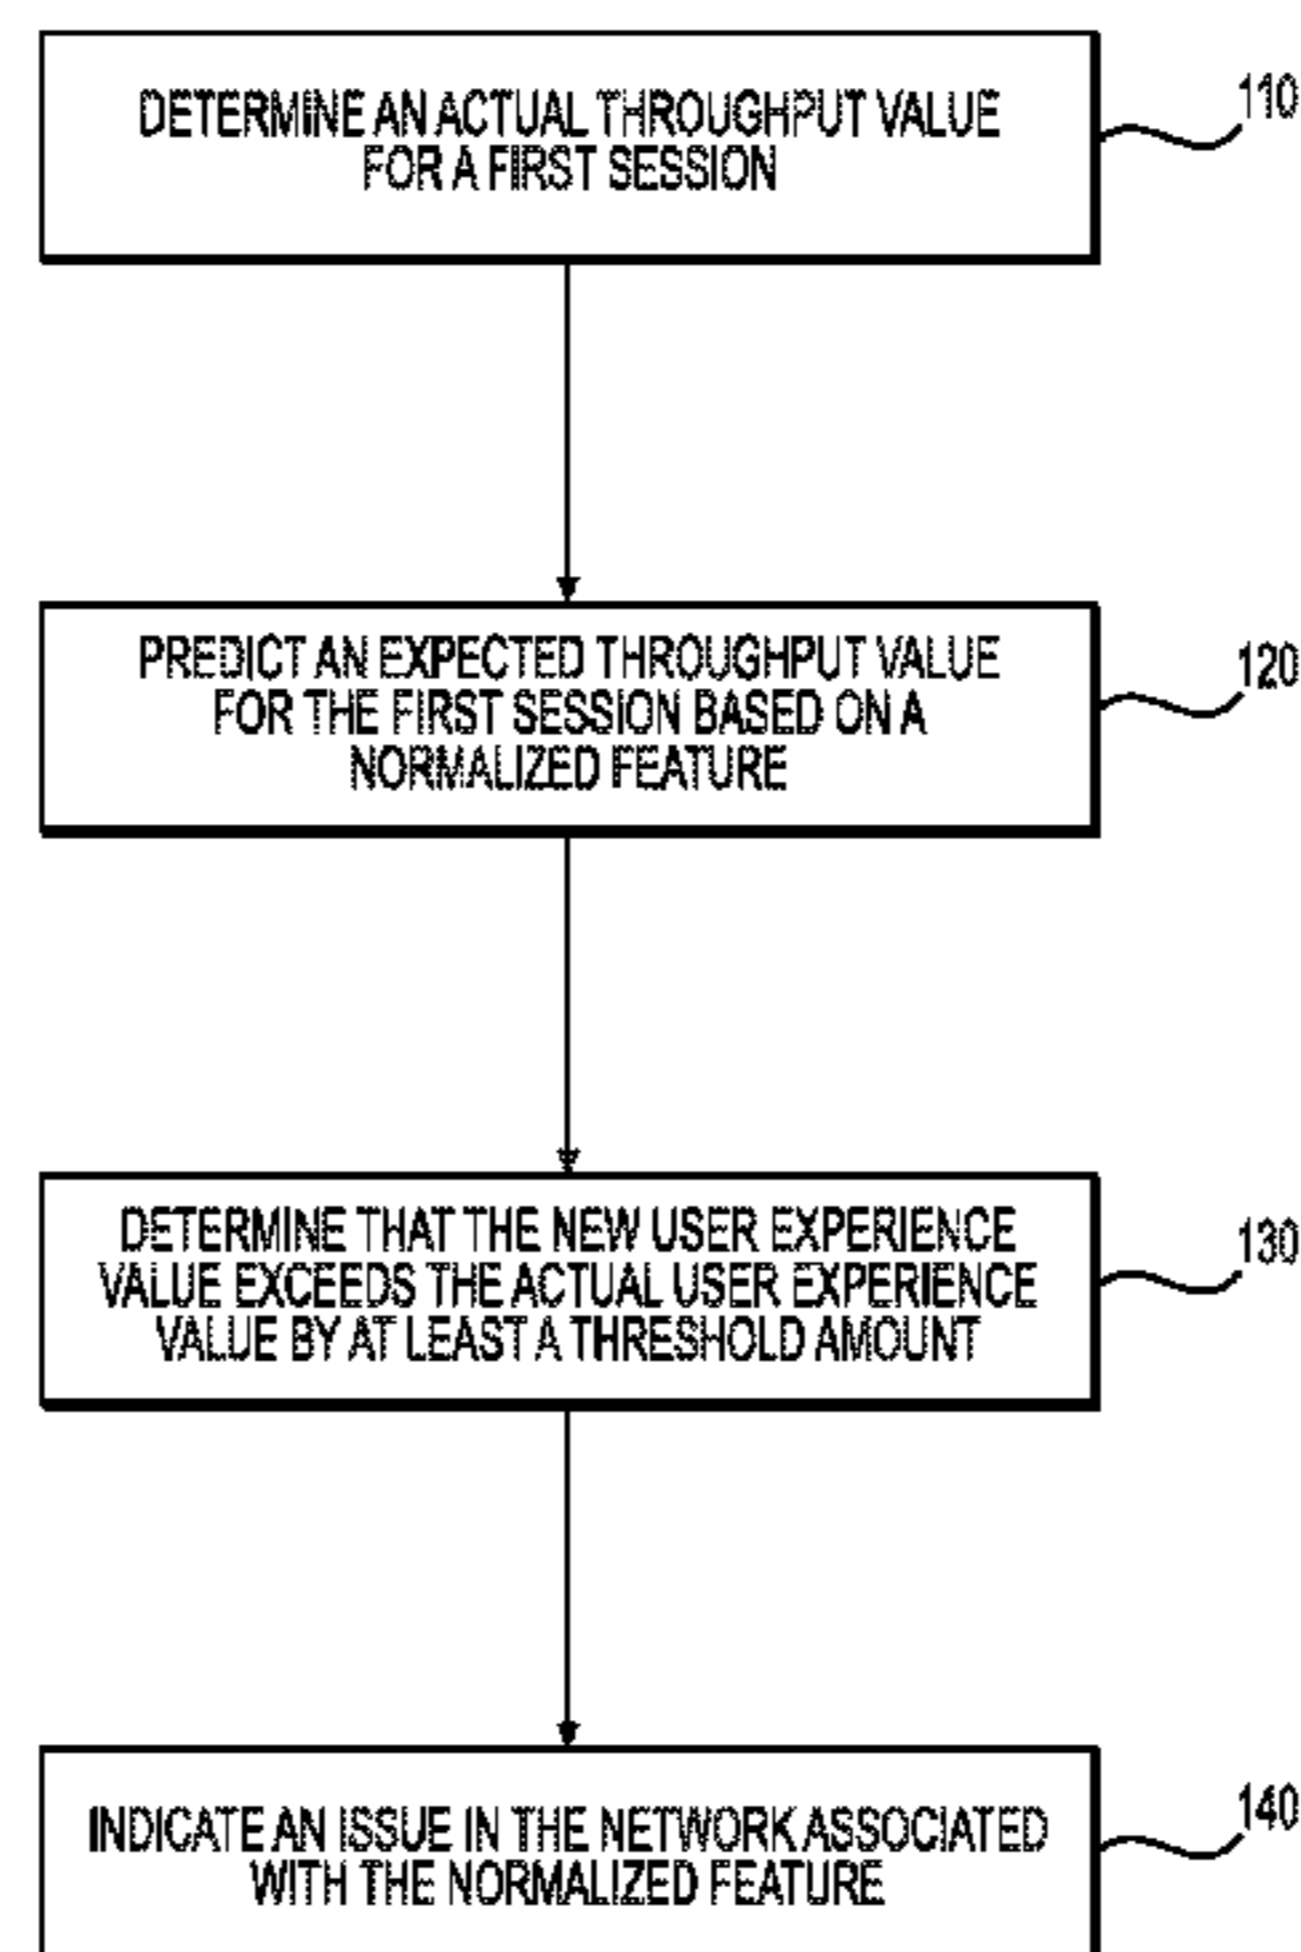 DETERMINE AN ACTUAL THROUGHPUT VALUE
FOR A FIRST SESSION
110
PREDICT AN EXPECTED THROUGHPUT VALUE
FOR THE FIRST SESSION BASED ON A
NORMALIZED FEATURE
120
DETERMINE THAT THE NEW USER EXPERIENCE
VALUE EXCEEDS THE ACTUAL USER EXPERIENCE
VALUE BY AT LEAST A THRESHOLD AMOUNT
130
INDICATE AN ISSUE IN THE NETWORK ASSOCIATED
WITH THE NORMALIZED FEATURE
140